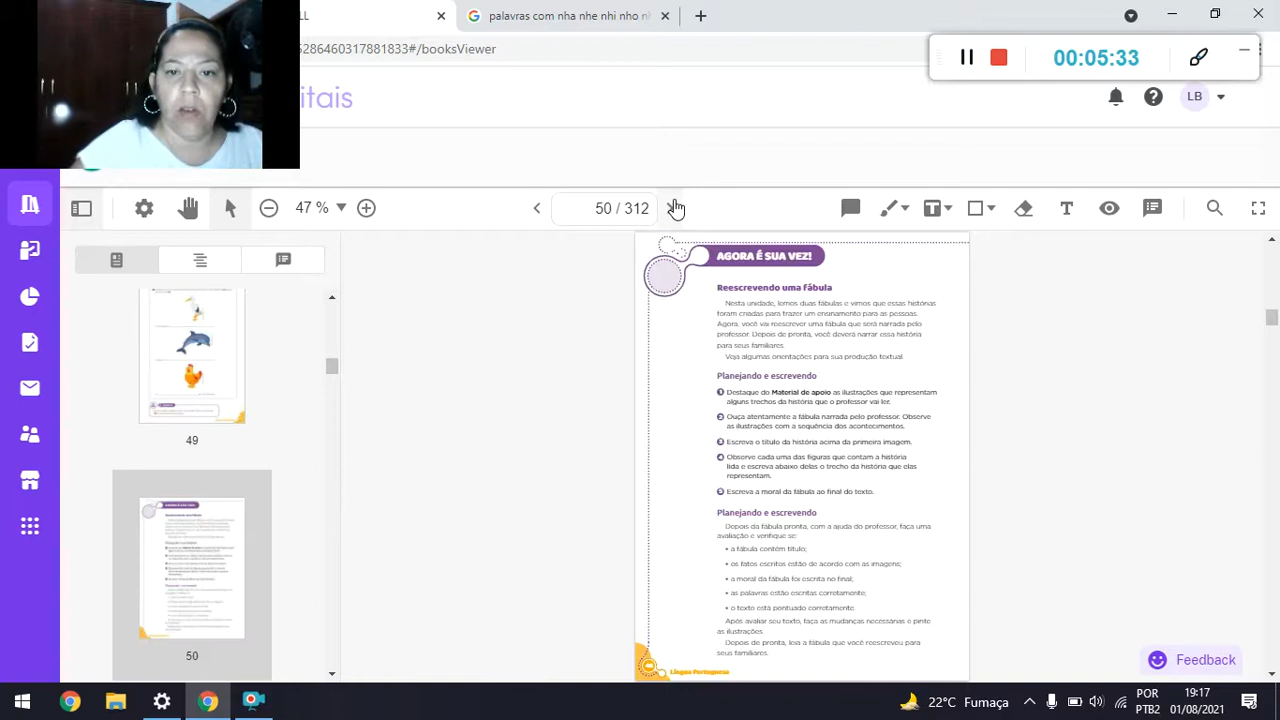 LL
palavras com nha nhe nhi nho nh
5286460317881833#/booksViewer
00:05:33
itais
LB
47 %
50 / 312
49
50
AGORA É SUA VEZ!
Reescrevendo uma fábula
Nesta unidade, lemos duas fábulas e vimos que essas histórias
foram criadas para trazer um ensinamento para as pessoas.
Agora, você vai reescrever uma fábula que será narrada pelo
professor. Depois de pronta, você deverá narrar essa história
para seus familiares.
Veja algumas orientações para sua produção textual.
Planejando e escrevendo
1 Destaque do Material de apoio as ilustrações que representam
alguns trechos da história que o professor vai ler.
2 Ouça atentamente a fábula narrada pelo professor. Observe
as ilustrações com a sequência dos acontecimentos.
3 Escreva o título da história acima da primeira imagem.
4 Observe cada uma das figuras que contam a história
lida e escreva abaixo delas o trecho da história que elas
representam.
5 Escreva a moral da fábula ao final do texto.
Planejando e escrevendo
Depois da fábula pronta, com a ajuda do professor, faça uma
avaliação e verifique se:
• a fábula contém título;
• os fatos escritos estão de acordo com as imagens;
• a moral da fábula foi escrita no final;
• as palavras estão escritas corretamente;
• o texto está pontuado corretamente.
Após avaliar seu texto, faça as mudanças necessárias e pinte
as ilustrações.
Depois de pronta, leia a fábula que você reescreveu para
seus familiares.
Língua Portuguesa
Feedback
22°C Fumaça
POR
PTB2
19:17
01/08/2021